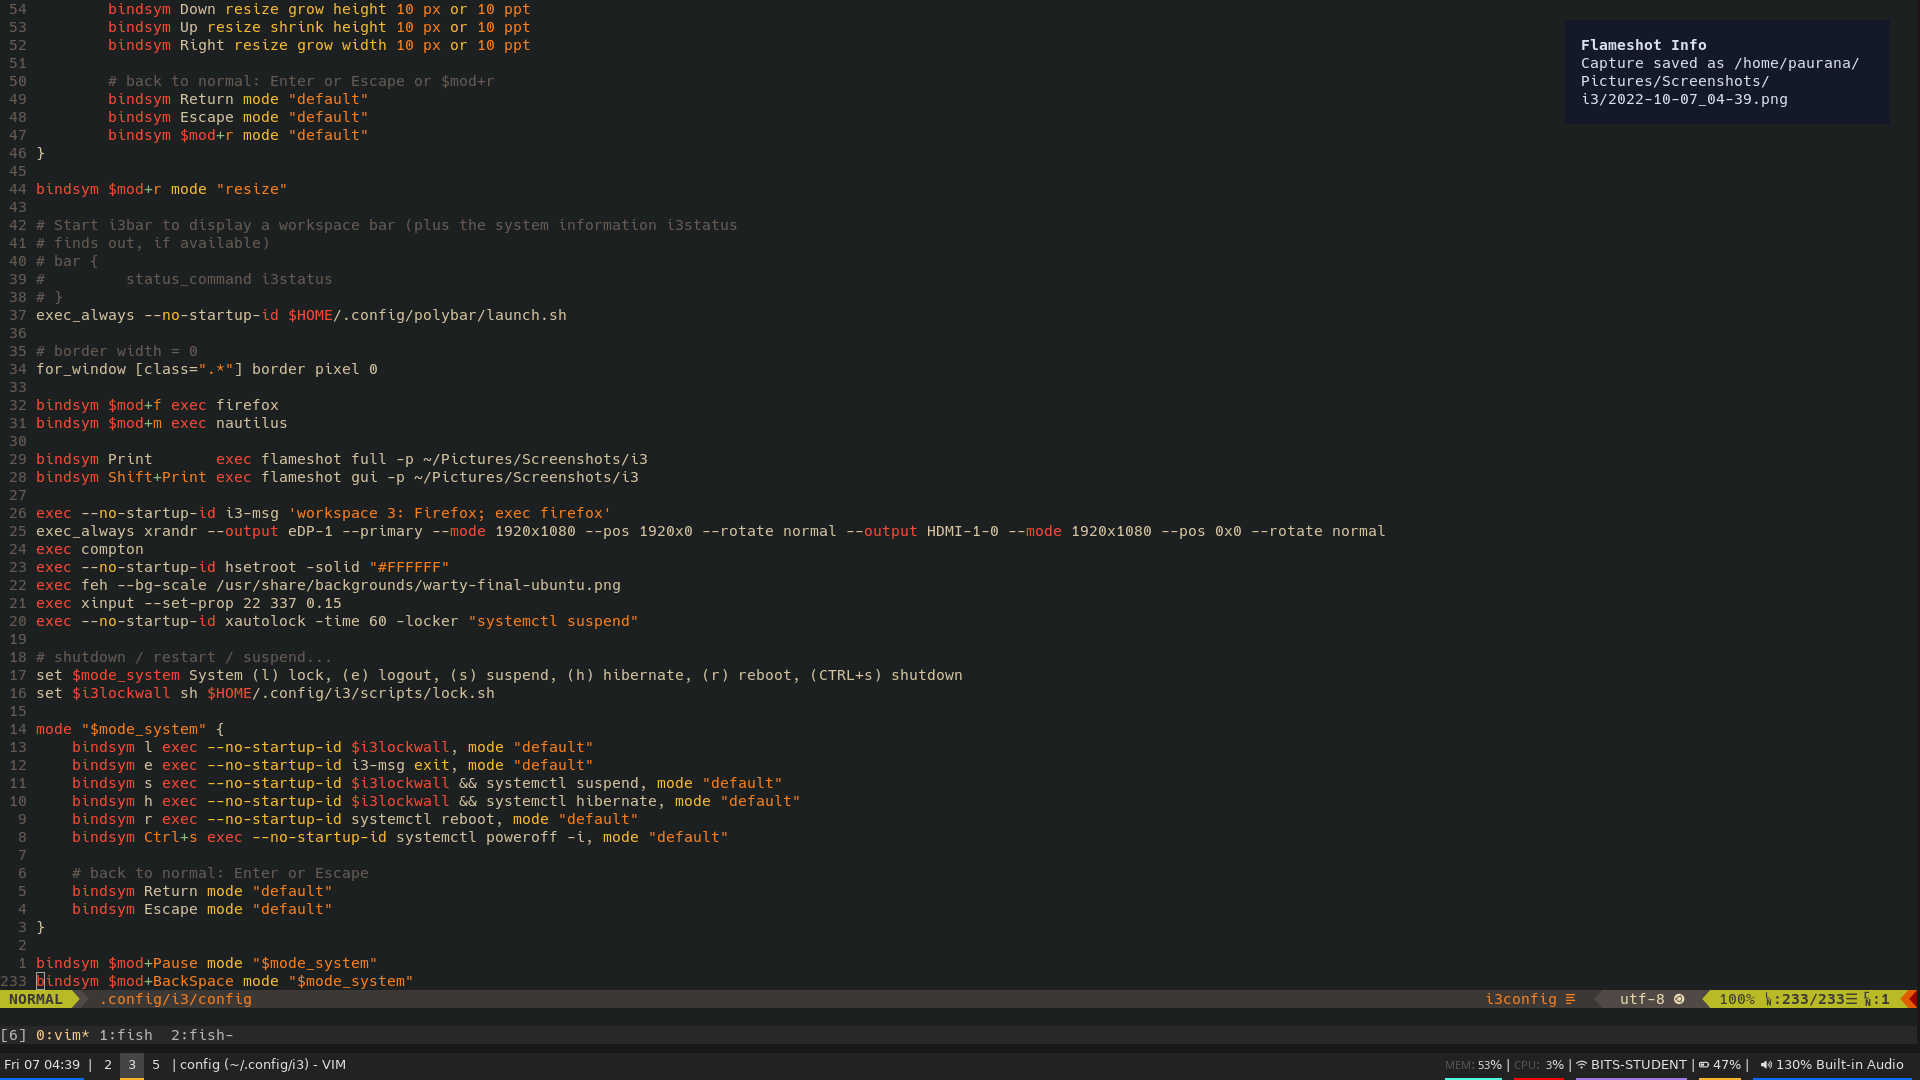 54         bindsym Down resize grow height 10 px or 10 ppt
53         bindsym Up resize shrink height 10 px or 10 ppt
52         bindsym Right resize grow width 10 px or 10 ppt
51
50         # back to normal: Enter or Escape or $mod+r
49         bindsym Return mode "default"
48         bindsym Escape mode "default"
47         bindsym $mod+r mode "default"
46 }
45
44 bindsym $mod+r mode "resize"
43
42 # Start i3bar to display a workspace bar (plus the system information i3status
41 # finds out, if available)
40 # bar {
39 #         status_command i3status
38 # }
37 exec_always --no-startup-id $HOME/.config/polybar/launch.sh
36
35 # border width = 0
34 for_window [class=".*"] border pixel 0
33
32 bindsym $mod+f exec firefox
31 bindsym $mod+m exec nautilus
30
29 bindsym Print       exec flameshot full -p ~/Pictures/Screenshots/i3
28 bindsym Shift+Print exec flameshot gui -p ~/Pictures/Screenshots/i3
27
26 exec --no-startup-id i3-msg 'workspace 3: Firefox; exec firefox'
25 exec_always xrandr --output eDP-1 --primary --mode 1920x1080 --pos 1920x0 --rotate normal --output HDMI-1-0 --mode 1920x1080 --pos 0x0 --rotate normal
24 exec compton
23 exec --no-startup-id hsetroot -solid "#FFFFFF"
22 exec feh --bg-scale /usr/share/backgrounds/warty-final-ubuntu.png
21 exec xinput --set-prop 22 337 0.15
20 exec --no-startup-id xautolock -time 60 -locker "systemctl suspend"
19
18 # shutdown / restart / suspend...
17 set $mode_system System (l) lock, (e) logout, (s) suspend, (h) hibernate, (r) reboot, (CTRL+s) shutdown
16 set $i3lockwall sh $HOME/.config/i3/scripts/lock.sh
15
14 mode "$mode_system" {
13     bindsym l exec --no-startup-id $i3lockwall, mode "default"
12     bindsym e exec --no-startup-id i3-msg exit, mode "default"
11     bindsym s exec --no-startup-id $i3lockwall && systemctl suspend, mode "default"
10     bindsym h exec --no-startup-id $i3lockwall && systemctl hibernate, mode "default"
9     bindsym r exec --no-startup-id systemctl reboot, mode "default"
8     bindsym Ctrl+s exec --no-startup-id systemctl poweroff -i, mode "default"
7
6     # back to normal: Enter or Escape
5     bindsym Return mode "default"
4     bindsym Escape mode "default"
3 }
2
1 bindsym $mod+Pause mode "$mode_system"
233 bindsym $mod+BackSpace mode "$mode_system"
NORMAL .config/i3/config i3config utf-8 100% :233/233 :1
[6] 0:vim* 1:fish  2:fish-
Fri 07 04:39 | 2 3 5 | config (~/.config/i3) - VIM MEM: 53% | CPU: 3% | BITS-STUDENT | 47% | 130% Built-in Audio
Flameshot Info
Capture saved as /home/paurana/
Pictures/Screenshots/
i3/2022-10-07_04-39.png